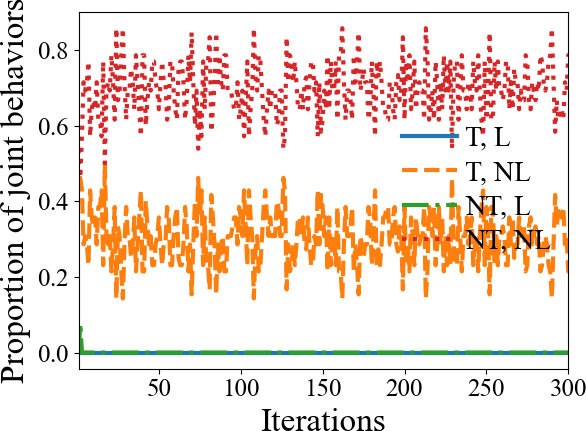 Proportion of joint behaviors
0.8
0.6
0.4
0.2
0.0
T, L
T, NL
NT, L
NT, NL
50
100
150
200
250
300
Iterations